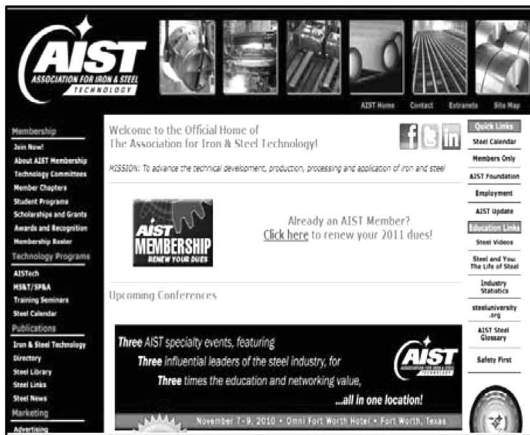 AIST
ASSOCIATION FOR IRON & STEEL
TECHNOLOGY
AIST Home Contact Extranets Site Map
Membership
Join Now!
About AIST Membership
Technology Committees
Member Chapters
Student Programs
Scholarships and Grants
Awards and Recognition
Membership Roster
Technology Programs
AISTech
MS&T/SP&A
Training Seminars
Steel Calendar
Publications
Iron & Steel Technology
Directory
Steel Library
Steel Links
Steel News
Marketing
Advertising
Welcome to the Official Home of
The Association for Iron & Steel Technology!
f t in
MISSION: To advance the technical development, production, processing and application of iron and steel
AIST
MEMBERSHIP
RENEW YOUR DUES
Already an AIST Member?
Click here to renew your 2011 dues!
Upcoming Conferences
Three AIST specialty events, featuring
Three influential leaders of the steel industry, for
Three times the education and networking value,
...all in one location!
AIST
ASSOCIATION FOR IRON & STEEL
TECHNOLOGY
November 7-9, 2010 • Omni Fort Worth Hotel • Fort Worth, Texas
Quick Links
Steel Calendar
Members Only
AIST Foundation
Employment
AIST Update
Education Links
Steel Videos
Steel and You:
The Life of Steel
Industry
Statistics
steeluniversity
.org
AIST Steel
Glossary
Safety First